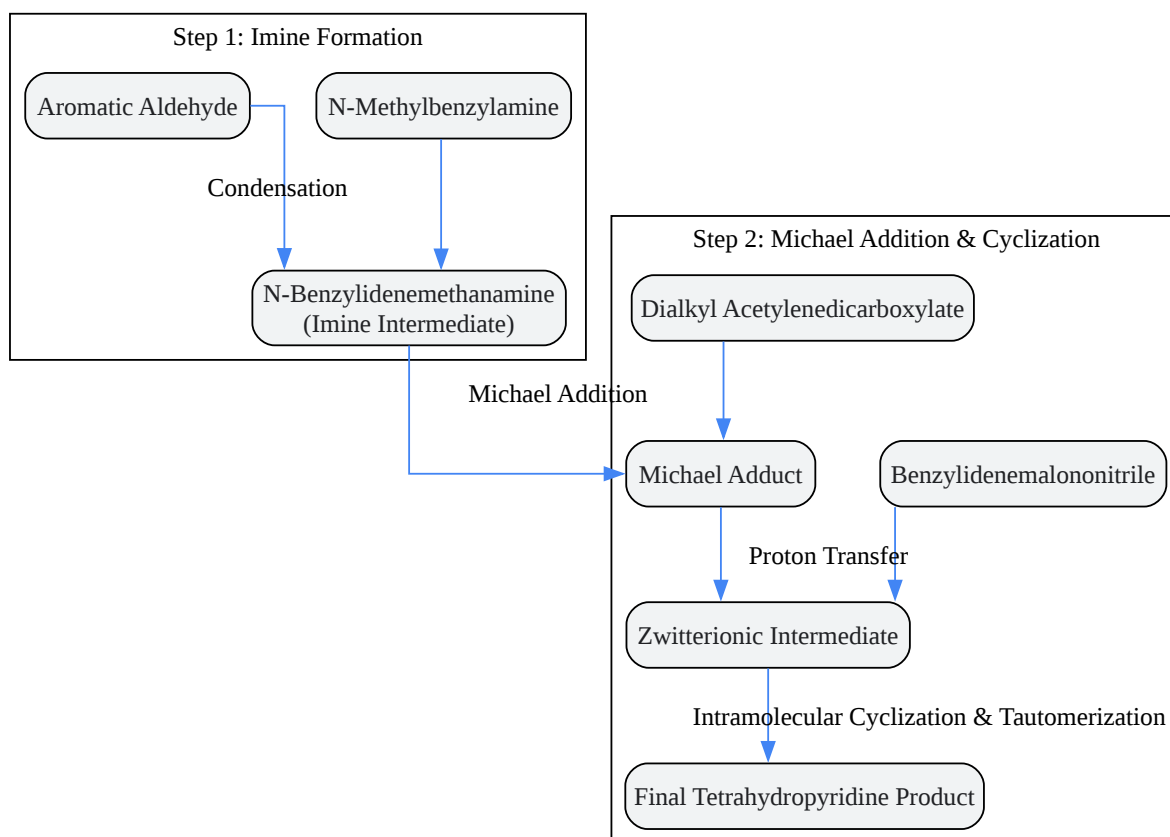 Step 1: Imine Formation
Aromatic Aldehyde
N-Methylbenzylamine
Condensation
N-Benzylidenemethanamine
(Imine Intermediate)
Step 2: Michael Addition & Cyclization
Dialkyl Acetylenedicarboxylate
Michael Addition
Michael Adduct
Benzylidenemalononitrile
Proton Transfer
Zwitterionic Intermediate
Intramolecular Cyclization & Tautomerization
Final Tetrahydropyridine Product